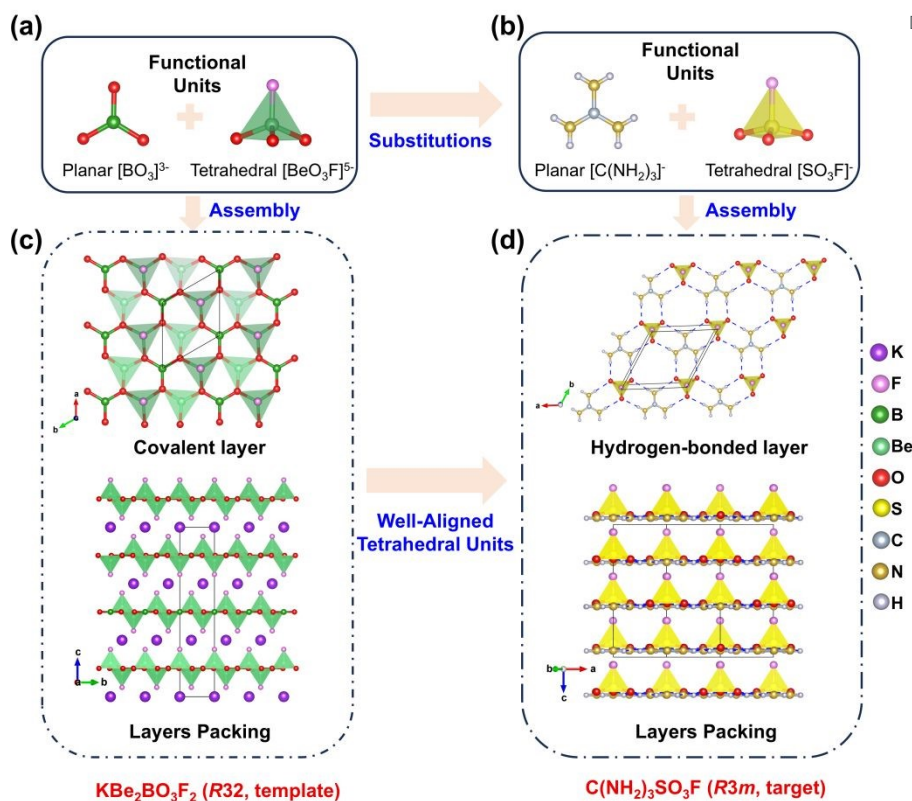 (a)
Functional
Units
Planar [BO₃]³⁻
Tetrahedral [BeO₃F]⁵⁻
Substitutions
(b)
Functional
Units
Planar [C(NH₂)₃]⁻
Tetrahedral [SO₃F]⁻
Assembly
Assembly
(c)
a
b
Covalent layer
c
a
b
Layers Packing
Well-Aligned
Tetrahedral Units
(d)
b
a
c
Hydrogen-bonded layer
b
a
c
Layers Packing
K
F
B
Be
O
S
C
N
H
KBe₂BO₃F₂ (R32, template)
C(NH₂)₃SO₃F (R3m, target)